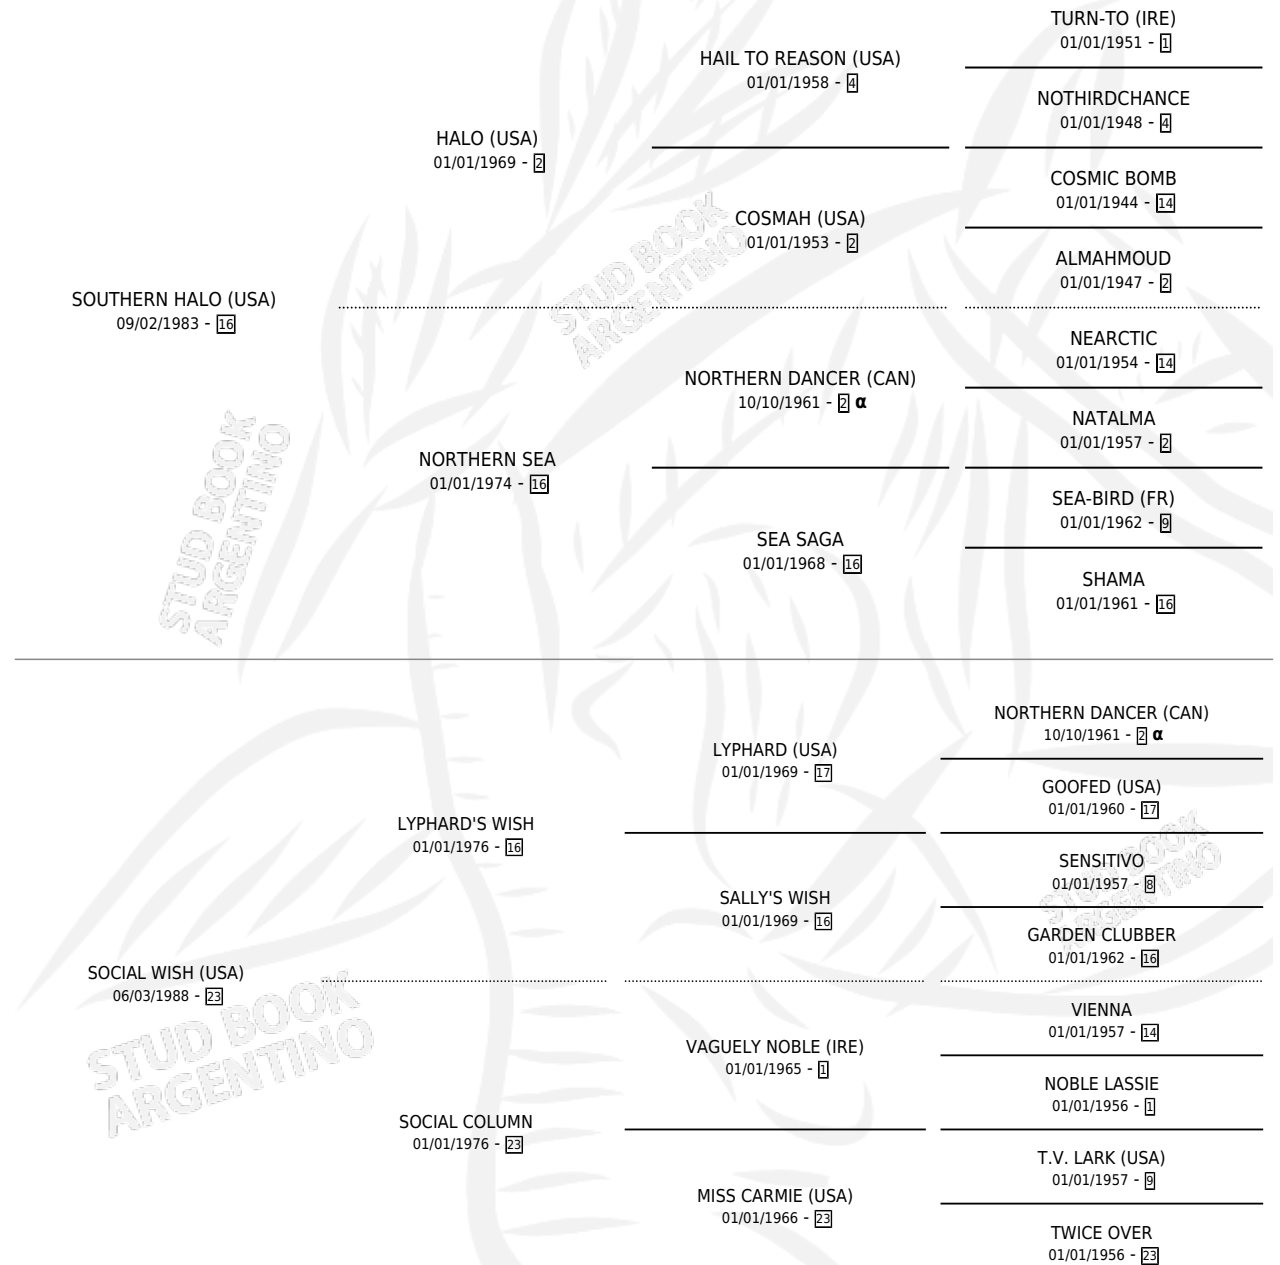 TURN-TO (IRE)
01/01/1951 - 1
HAIL TO REASON (USA)
01/01/1958 - 4
NOTHIRDCHANCE
01/01/1948 - 4
HALO (USA)
01/01/1969 - 2
COSMIC BOMB
01/01/1944 - 14
COSMAH (USA)
01/01/1953 - 2
ALMAHMOUD
01/01/1947 - 2
SOUTHERN HALO (USA)
09/02/1983 - 16
NEARCTIC
01/01/1954 - 14
NORTHERN DANCER (CAN)
10/10/1961 - 2 α
NATALMA
01/01/1957 - 2
NORTHERN SEA
01/01/1974 - 16
SEA-BIRD (FR)
01/01/1962 - 9
SEA SAGA
01/01/1968 - 16
SHAMA
01/01/1961 - 16
NORTHERN DANCER (CAN)
10/10/1961 - 2 α
LYPHARD (USA)
01/01/1969 - 17
GOOFED (USA)
01/01/1960 - 17
LYPHARD'S WISH
01/01/1976 - 16
SENSITIVO
01/01/1957 - 8
SALLY'S WISH
01/01/1969 - 16
GARDEN CLUBBER
01/01/1962 - 16
SOCIAL WISH (USA)
06/03/1988 - 23
VIENNA
01/01/1957 - 14
VAGUELY NOBLE (IRE)
01/01/1965 - 1
NOBLE LASSIE
01/01/1956 - 1
SOCIAL COLUMN
01/01/1976 - 23
T.V. LARK (USA)
01/01/1957 - 9
MISS CARMIE (USA)
01/01/1966 - 23
TWICE OVER
01/01/1956 - 23
STUD BOOK
ARGENTINO
STUD BOOK
ARGENTINO
STUD BOOK
ARGENTINO
STUD BOOK
ARGENTINO